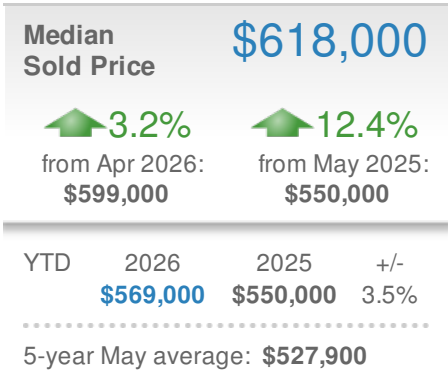 Median
Sold Price
$618,000
3.2%
from Apr 2026:
$599,000
12.4%
from May 2025:
$550,000
YTD 2026 2025 +/-
$569,000 $550,000 3.5%
5-year May average: $527,900